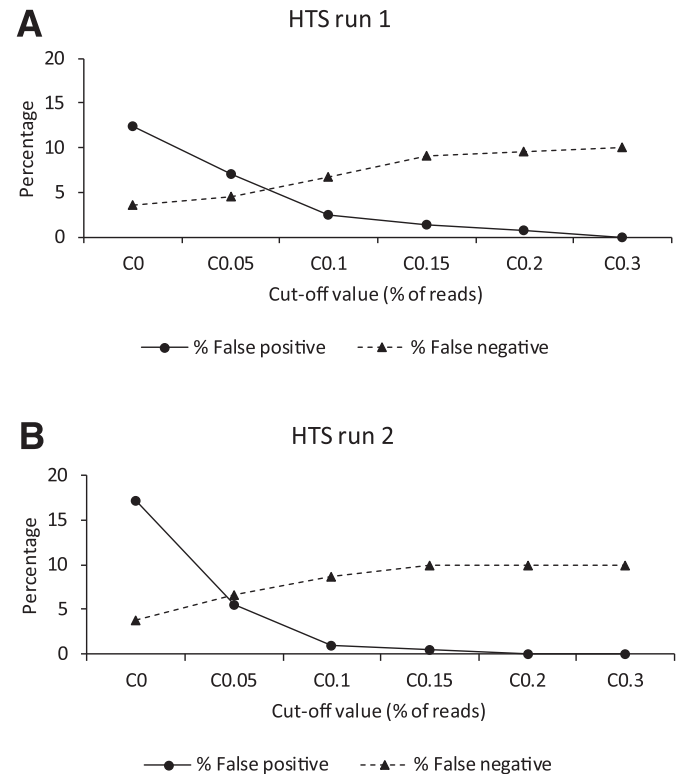 A
HTS run 1
20
15
10
5
0
Percentage
C0 C0.05 C0.1 C0.15 C0.2 C0.3
Cut-off value (% of reads)
% False positive % False negative
B
HTS run 2
20
15
10
5
0
Percentage
C0 C0.05 C0.1 C0.15 C0.2 C0.3
Cut-off value (% of reads)
% False positive % False negative